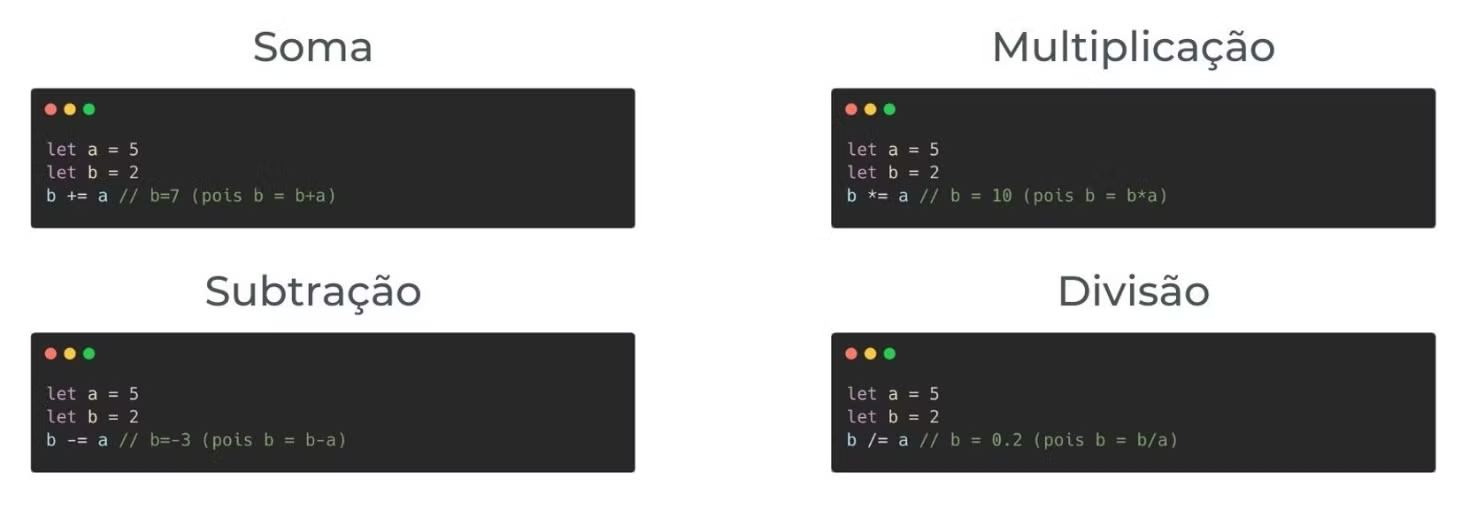 Soma
let a = 5
let b = 2
b += a // b=7 (pois b = b+a)
Multiplicação
let a = 5
let b = 2
b *= a // b = 10 (pois b = b*a)
Subtração
let a = 5
let b = 2
b -= a // b=-3 (pois b = b-a)
Divisão
let a = 5
let b = 2
b /= a // b = 0.2 (pois b = b/a)